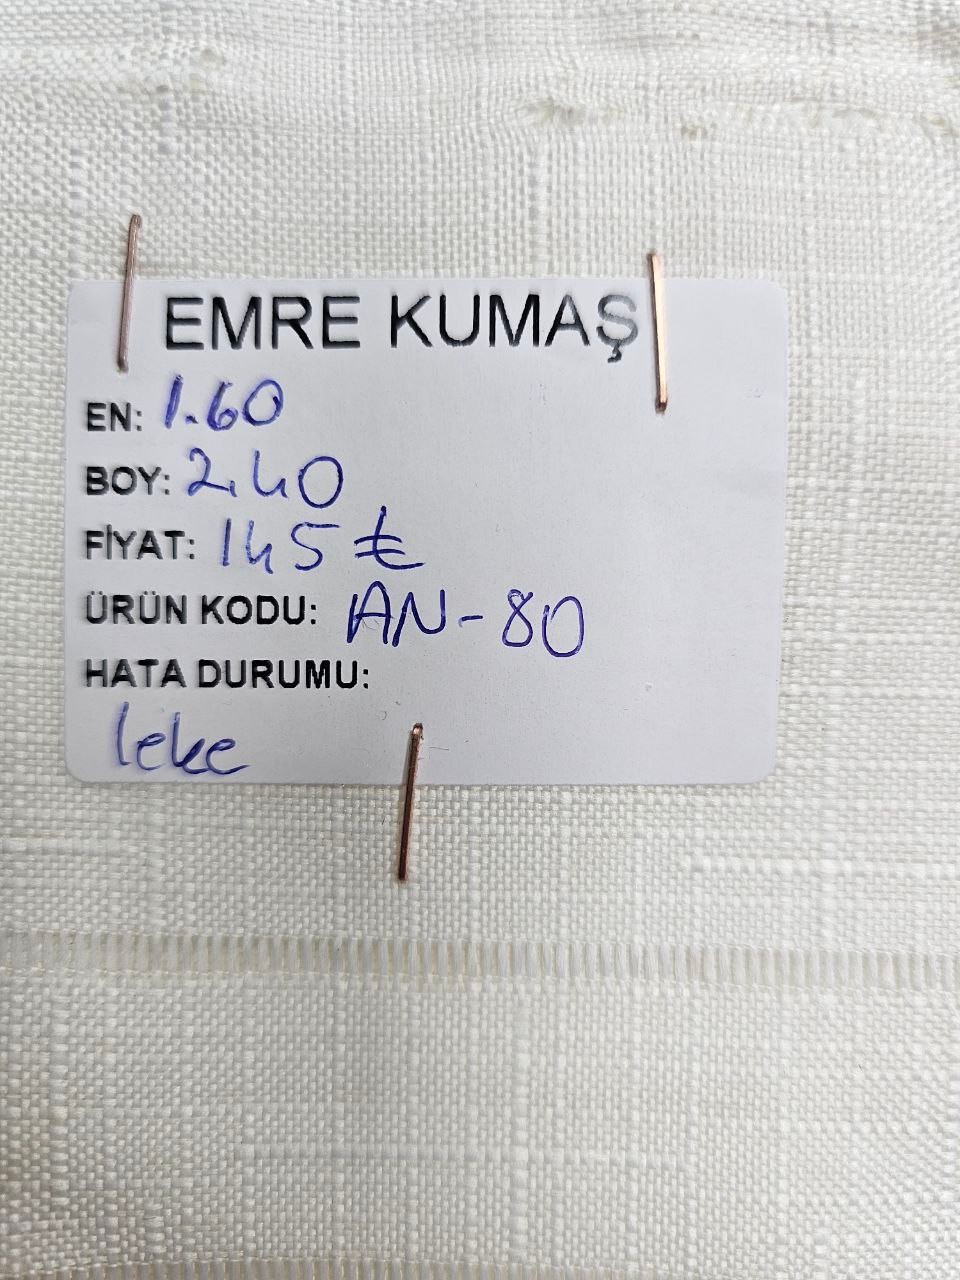 EMRE KUMAŞ
EN: 1.60
BOY: 2.40
FİYAT: 145 ₺
ÜRÜN KODU: AN-80
HATA DURUMU:
leke